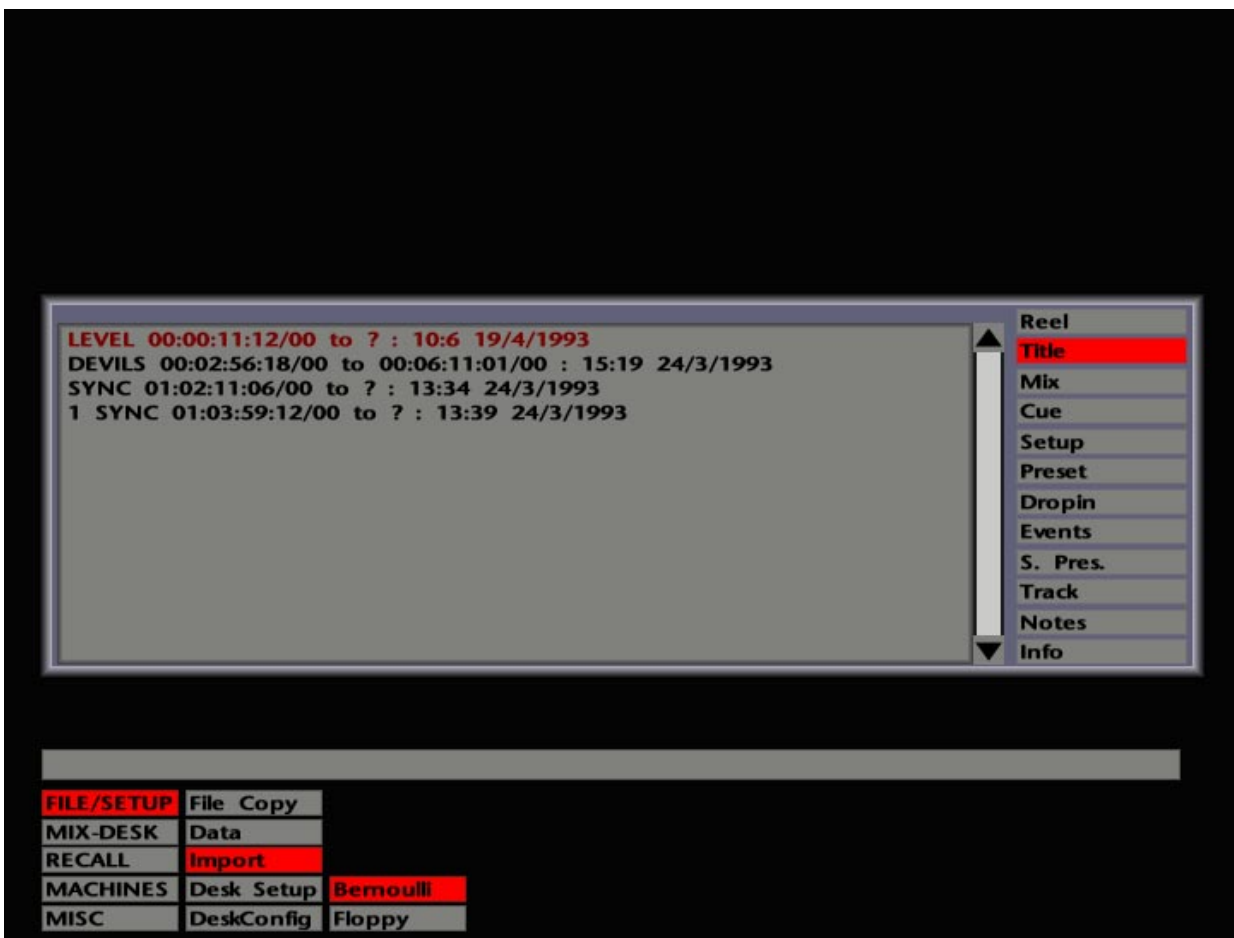 LEVEL 00:00:11:12/00 to ? : 10:6 19/4/1993
DEVILS 00:02:56:18/00 to 00:06:11:01/00 : 15:19 24/3/1993
SYNC 01:02:11:06/00 to ? : 13:34 24/3/1993
1 SYNC 01:03:59:12/00 to ? : 13:39 24/3/1993
Reel
Title
Mix
Cue
Setup
Preset
Dropin
Events
S. Pres.
Track
Notes
Info
FILE/SETUP File Copy
MIX-DESK Data
RECALL Import
MACHINES Desk Setup Bernoulli
MISC DeskConfig Floppy